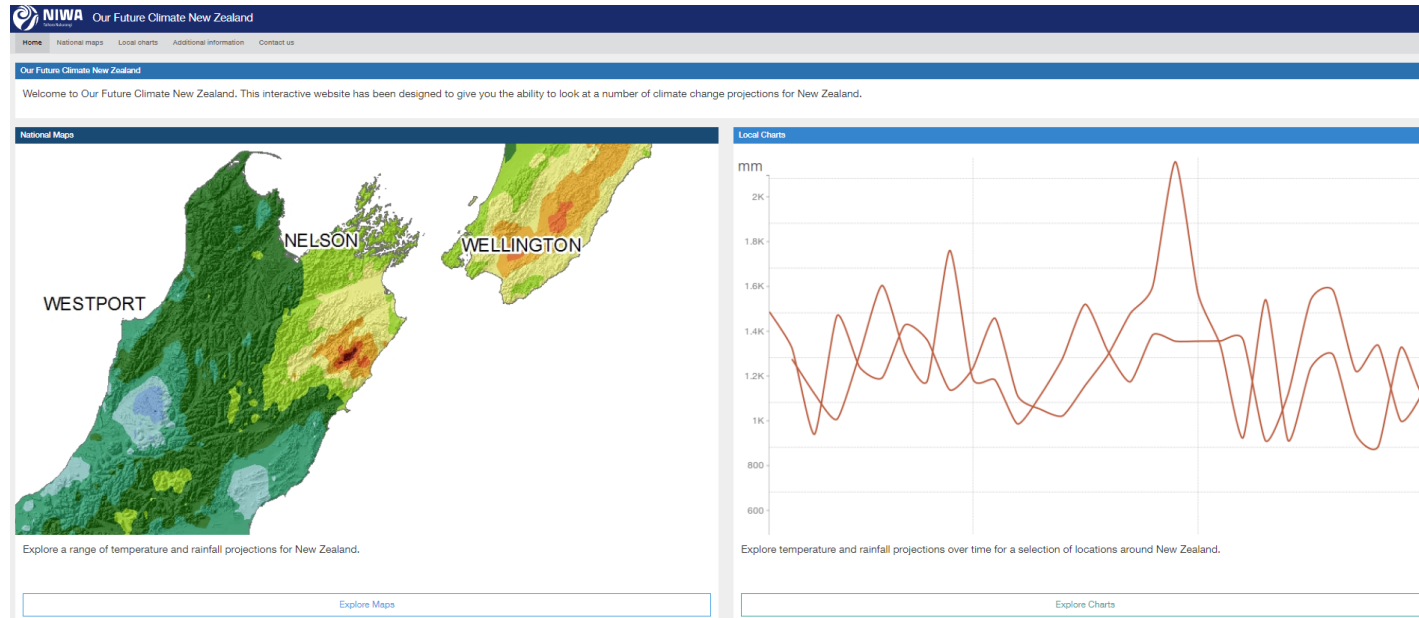 NIWA Our Future Climate New Zealand
Taihoro Nukurangi
Home National maps Local charts Additional information Contact us
Our Future Climate New Zealand
Welcome to Our Future Climate New Zealand. This interactive website has been designed to give you the ability to look at a number of climate change projections for New Zealand.
National Maps
NELSON
WELLINGTON
WESTPORT
Explore a range of temperature and rainfall projections for New Zealand.
Explore Maps
Local Charts
mm
2K
1.8K
1.6K
1.4K
1.2K
1K
800
600
Explore temperature and rainfall projections over time for a selection of locations around New Zealand.
Explore Charts